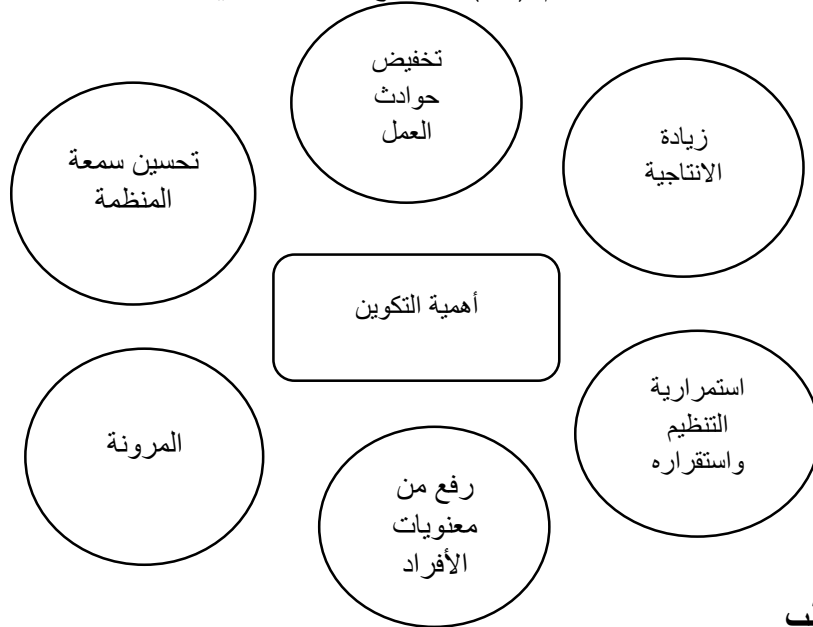 تخفيض
حوادث
العمل
زيادة
الانتاجية
تحسين سمعة
المنظمة
أهمية التكوين
استمرارية
التنظيم
واستقراره
المرونة
رفع من
معنويات
الأفراد